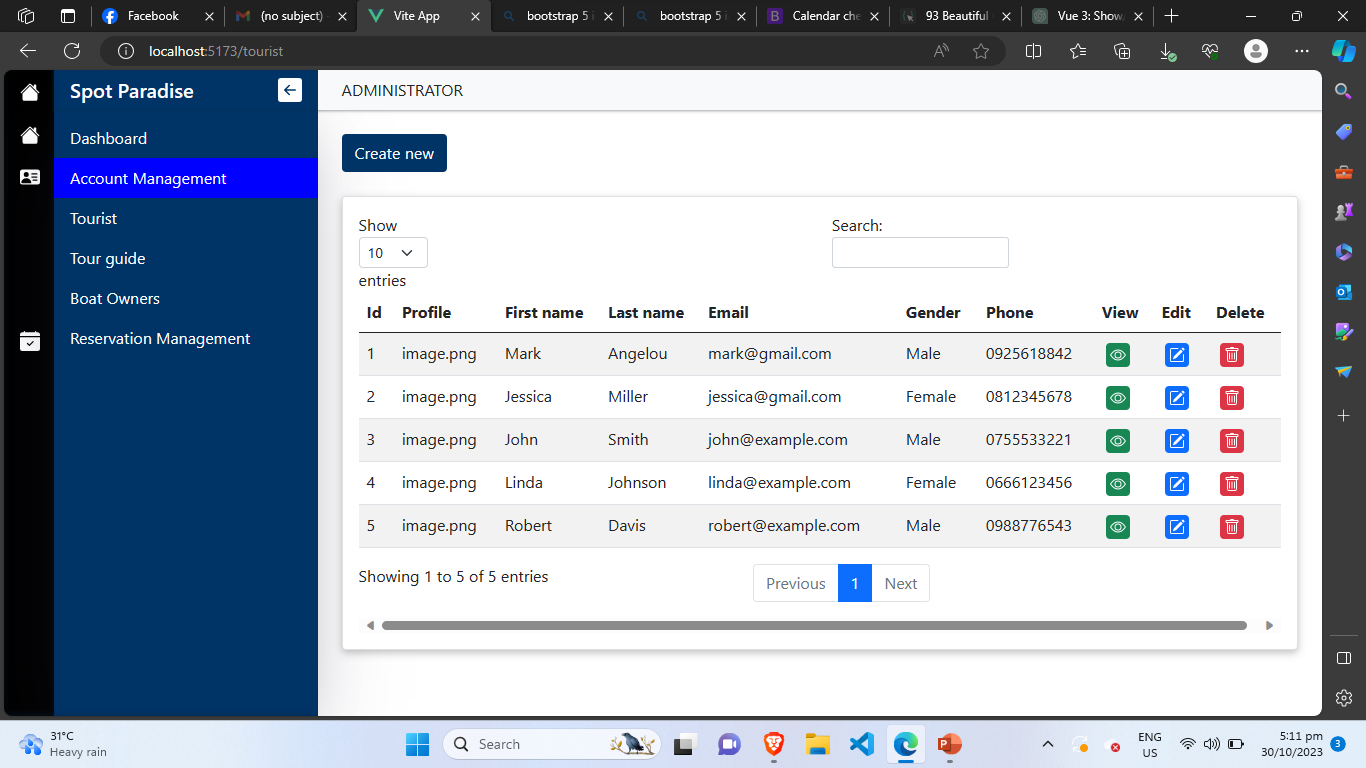 Facebook
(no subject)
Vite App
bootstrap 5 i
bootstrap 5 i
Calendar che
93 Beautiful
Vue 3: Show,
localhost:5173/tourist
Spot Paradise
ADMINISTRATOR
Dashboard
Account Management
Tourist
Tour guide
Boat Owners
Reservation Management
Create new
Show
10
entries
Search:
Id Profile First name Last name Email Gender Phone View Edit Delete
1 image.png Mark Angelou mark@gmail.com Male 0925618842
2 image.png Jessica Miller jessica@gmail.com Female 0812345678
3 image.png John Smith john@example.com Male 0755533221
4 image.png Linda Johnson linda@example.com Female 0666123456
5 image.png Robert Davis robert@example.com Male 0988776543
Showing 1 to 5 of 5 entries
Previous 1 Next
31°C
Heavy rain
Search
ENG
US
5:11 pm
30/10/2023
3